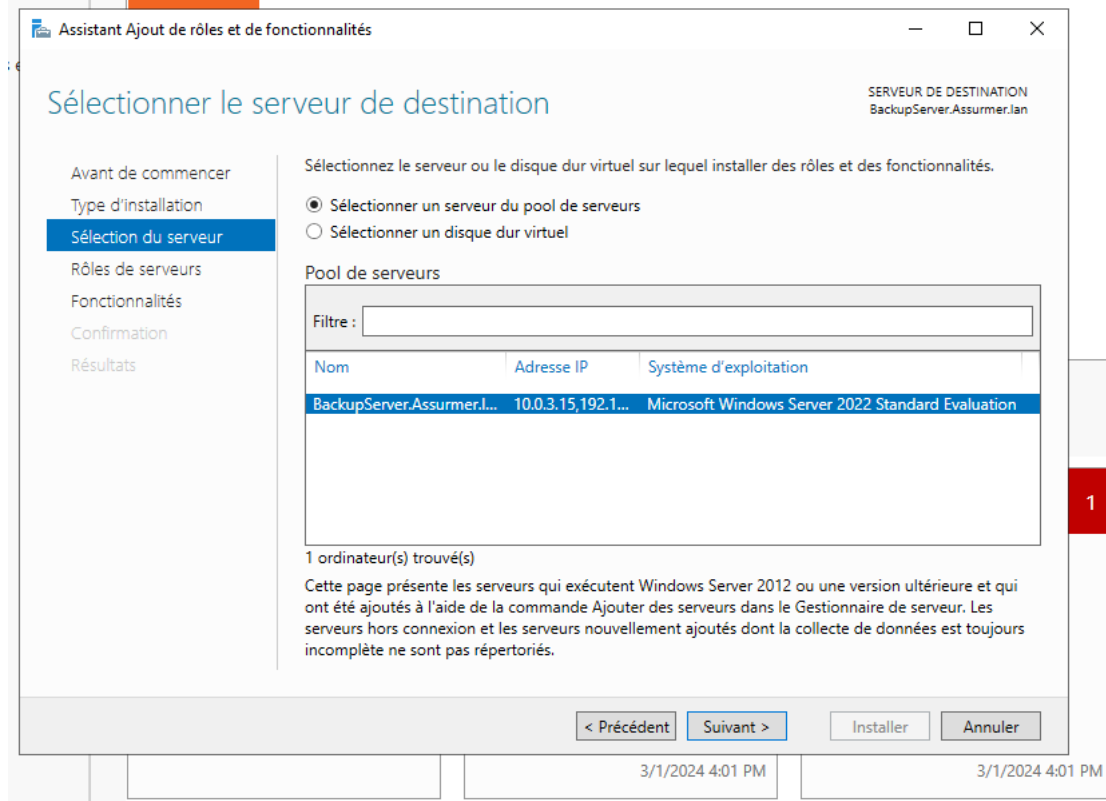 Assistant Ajout de rôles et de fonctionnalités
Sélectionner le serveur de destination
SERVEUR DE DESTINATION
BackupServer.Assurmer.lan
Avant de commencer
Type d'installation
Sélection du serveur
Rôles de serveurs
Fonctionnalités
Confirmation
Résultats
Sélectionnez le serveur ou le disque dur virtuel sur lequel installer des rôles et des fonctionnalités.
Sélectionner un serveur du pool de serveurs
Sélectionner un disque dur virtuel
Pool de serveurs
Filtre :
Nom Adresse IP Système d'exploitation
BackupServer.Assurmer.l... 10.0.3.15,192.1... Microsoft Windows Server 2022 Standard Evaluation
1 ordinateur(s) trouvé(s)
Cette page présente les serveurs qui exécutent Windows Server 2012 ou une version ultérieure et qui
ont été ajoutés à l'aide de la commande Ajouter des serveurs dans le Gestionnaire de serveur. Les
serveurs hors connexion et les serveurs nouvellement ajoutés dont la collecte de données est toujours
incomplète ne sont pas répertoriés.
< Précédent Suivant > Installer Annuler
1
3/1/2024 4:01 PM 3/1/2024 4:01 PM